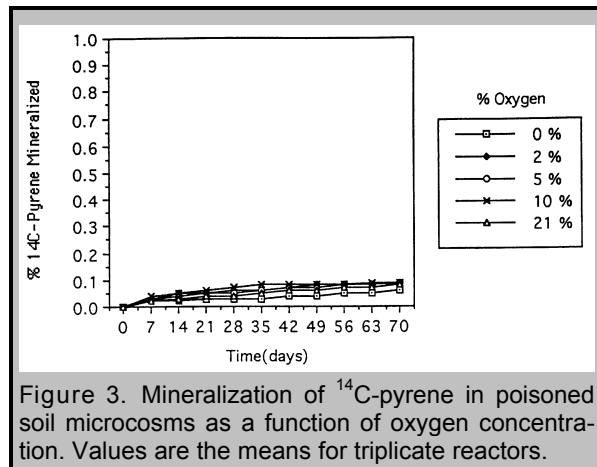 1.0
0.9
0.8
0.7
0.6
0.5
0.4
0.3
0.2
0.1
0.0
% 14C-Pyrene Mineralized
0 7 14 21 28 35 42 49 56 63 70
Time(days)
% Oxygen
0 %
2 %
5 %
10 %
21 %
Figure 3. Mineralization of ¹⁴C-pyrene in poisoned
soil microcosms as a function of oxygen concentra-
tion. Values are the means for triplicate reactors.